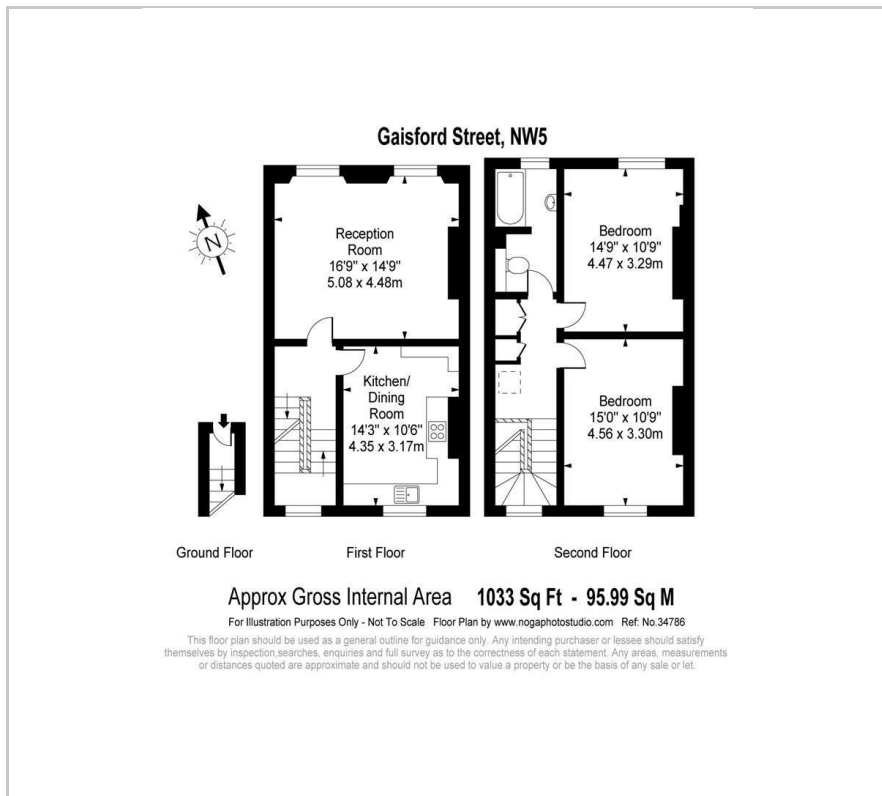 Gaisford Street, NW5
N
Reception
Room
16'9" x 14'9"
5.08 x 4.48m
Bedroom
14'9" x 10'9"
4.47 x 3.29m
Kitchen/
Dining
Room
14'3" x 10'6"
4.35 x 3.17m
Bedroom
15'0" x 10'9"
4.56 x 3.30m
Ground Floor
First Floor
Second Floor
Approx Gross Internal Area 1033 Sq Ft - 95.99 Sq M
For Illustration Purposes Only - Not To Scale Floor Plan by www.nogaphotostudio.com Ref: No.34786
This floor plan should be used as a general outline for guidance only. Any intending purchaser or lessee should satisfy
themselves by inspection,searches, enquiries and full survey as to the correctness of each statement. Any areas, measurements
or distances quoted are approximate and should not be used to value a property or be the basis of any sale or let.